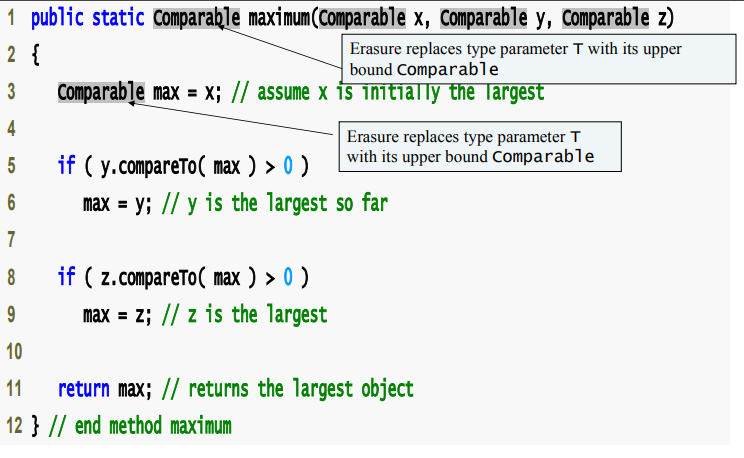 1 public static Comparable maximum(Comparable x, Comparable y, Comparable z)
Erasure replaces type parameter T with its upper
bound Comparable
2 {
3 Comparable max = x; // assume x is initially the largest
4
Erasure replaces type parameter T
with its upper bound Comparable
5 if ( y.compareTo( max ) > 0 )
6 max = y; // y is the largest so far
7
8 if ( z.compareTo( max ) > 0 )
9 max = z; // z is the largest
10
11 return max; // returns the largest object
12 } // end method maximum